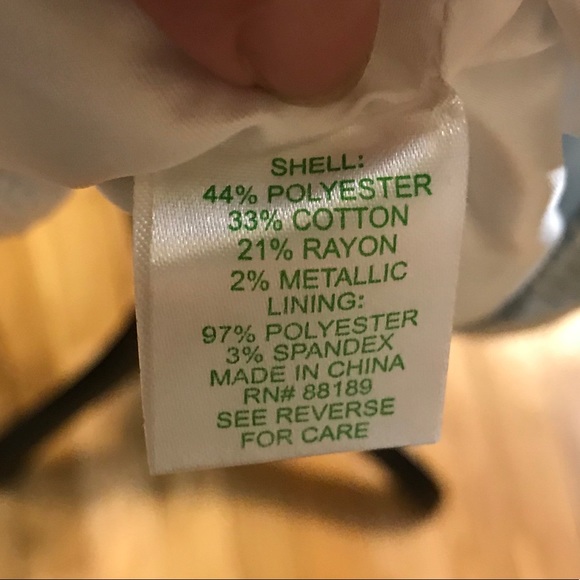 SHELL:
44% POLYESTER
33% COTTON
21% RAYON
2% METALLIC
LINING:
97% POLYESTER
3% SPANDEX
MADE IN CHINA
RN# 88189
SEE REVERSE
FOR CARE